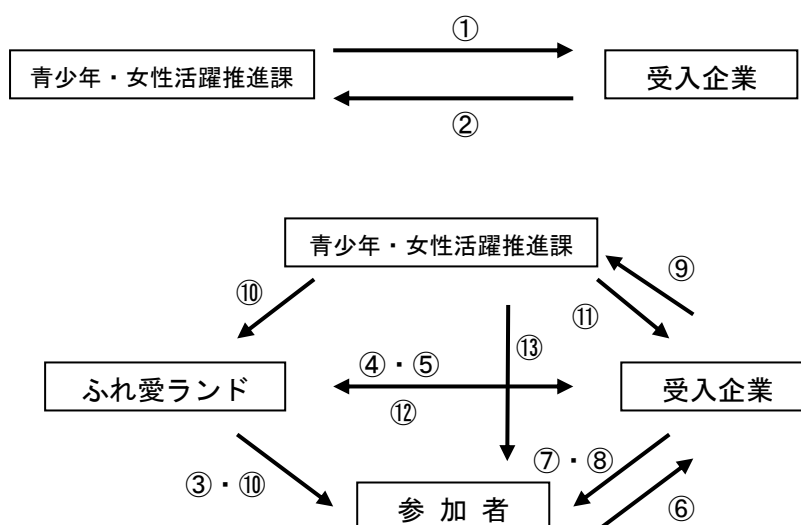 ①
青少年・女性活躍推進課
受入企業
②
青少年・女性活躍推進課
⑨
⑩
⑪
⑬
④・⑤
ふれ愛ランド
受入企業
⑫
⑦・⑧
③・⑩
参加者
⑥